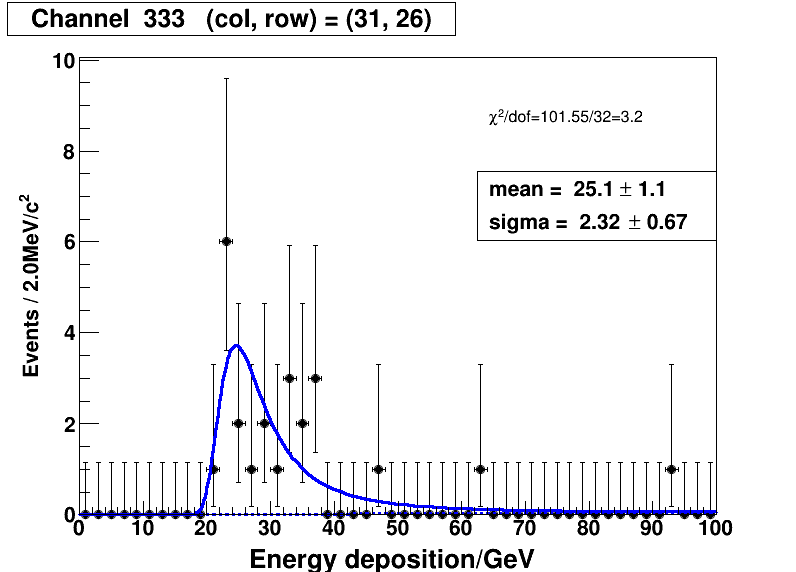 Channel 333 (col, row) = (31, 26)
χ²/dof=101.55/32=3.2
mean = 25.1 ± 1.1
sigma = 2.32 ± 0.67
Events / 2.0MeV/c²
10
8
6
4
2
0
0 10 20 30 40 50 60 70 80 90 100
Energy deposition/GeV